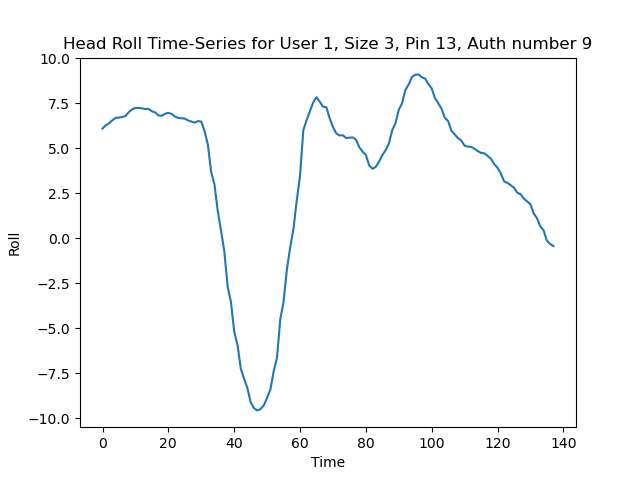 Head Roll Time-Series for User 1, Size 3, Pin 13, Auth number 9
10.0
7.5
5.0
2.5
0.0
−2.5
−5.0
−7.5
−10.0
Roll
0 20 40 60 80 100 120 140
Time